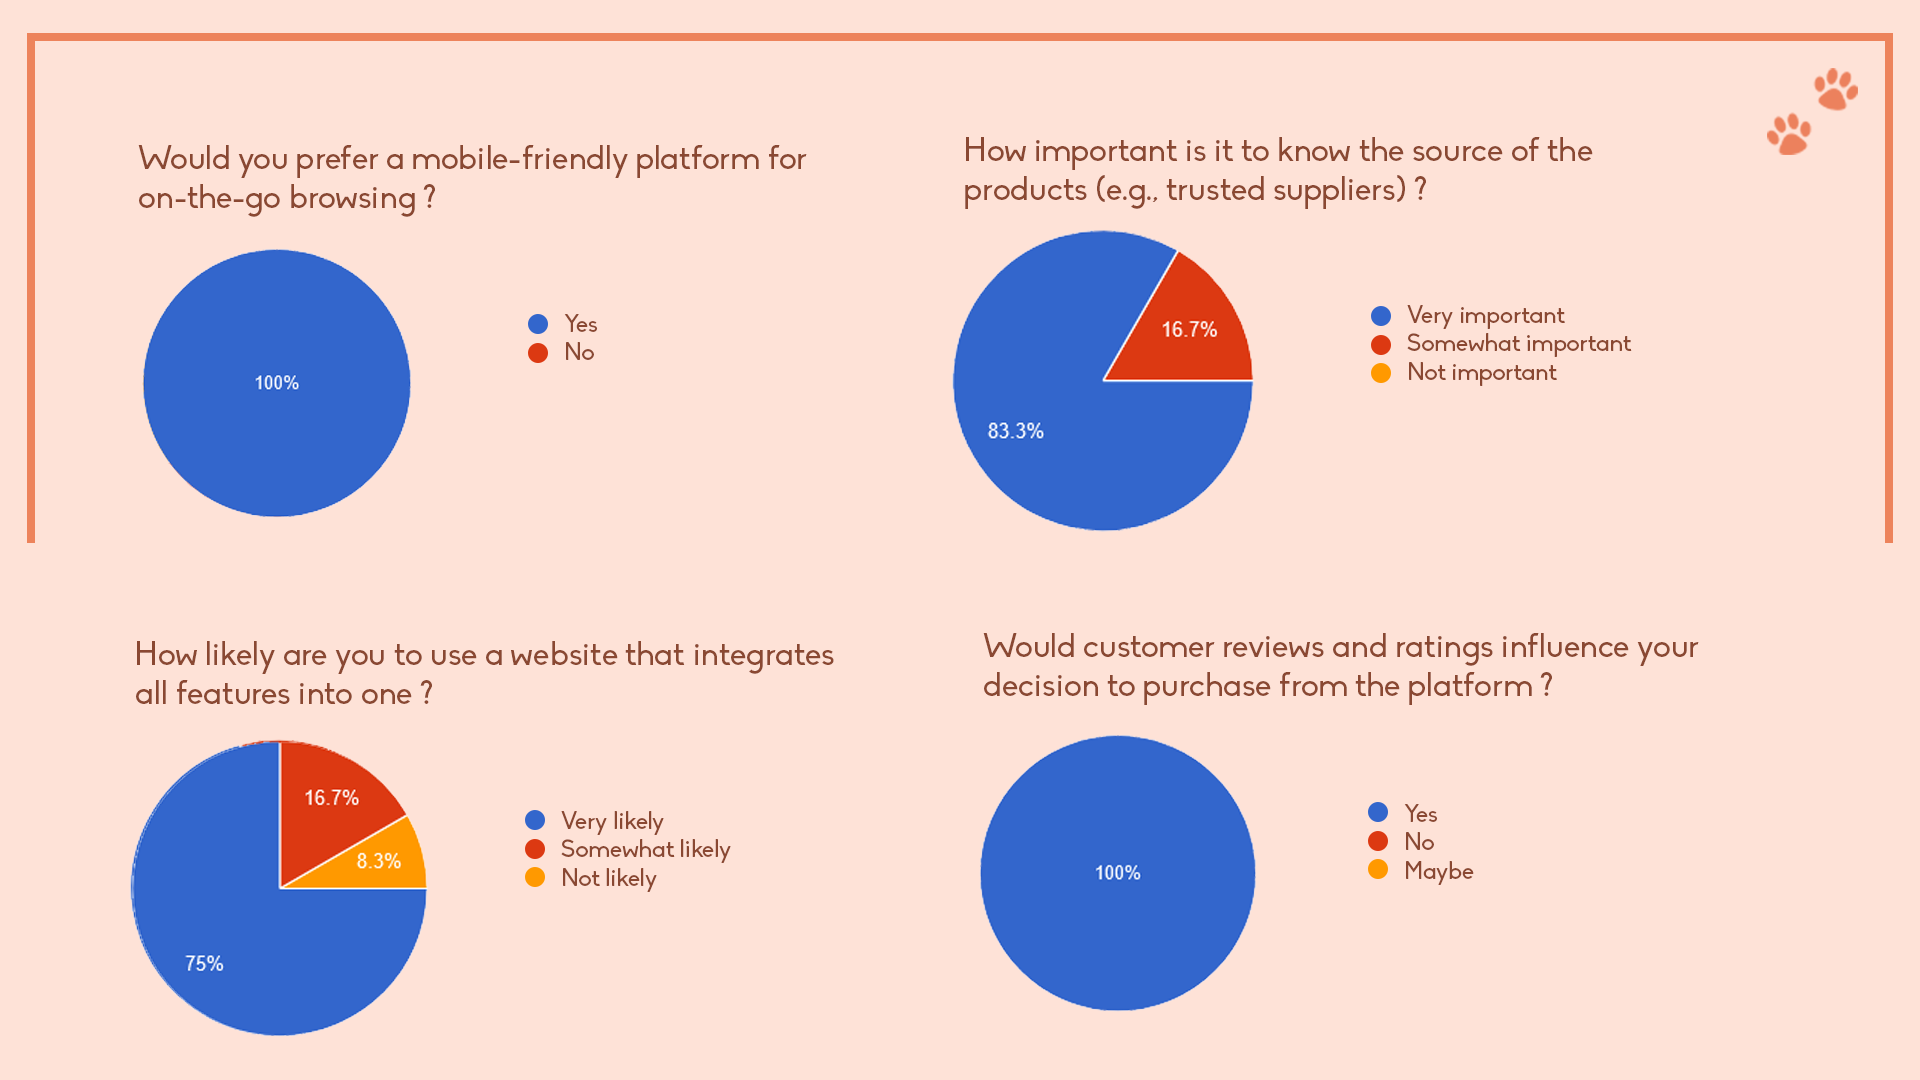 Would you prefer a mobile-friendly platform for
on-the-go browsing ?
100%
Yes
No
How important is it to know the source of the
products (e.g., trusted suppliers) ?
16.7%
83.3%
Very important
Somewhat important
Not important
How likely are you to use a website that integrates
all features into one ?
16.7%
8.3%
75%
Very likely
Somewhat likely
Not likely
Would customer reviews and ratings influence your
decision to purchase from the platform ?
100%
Yes
No
Maybe